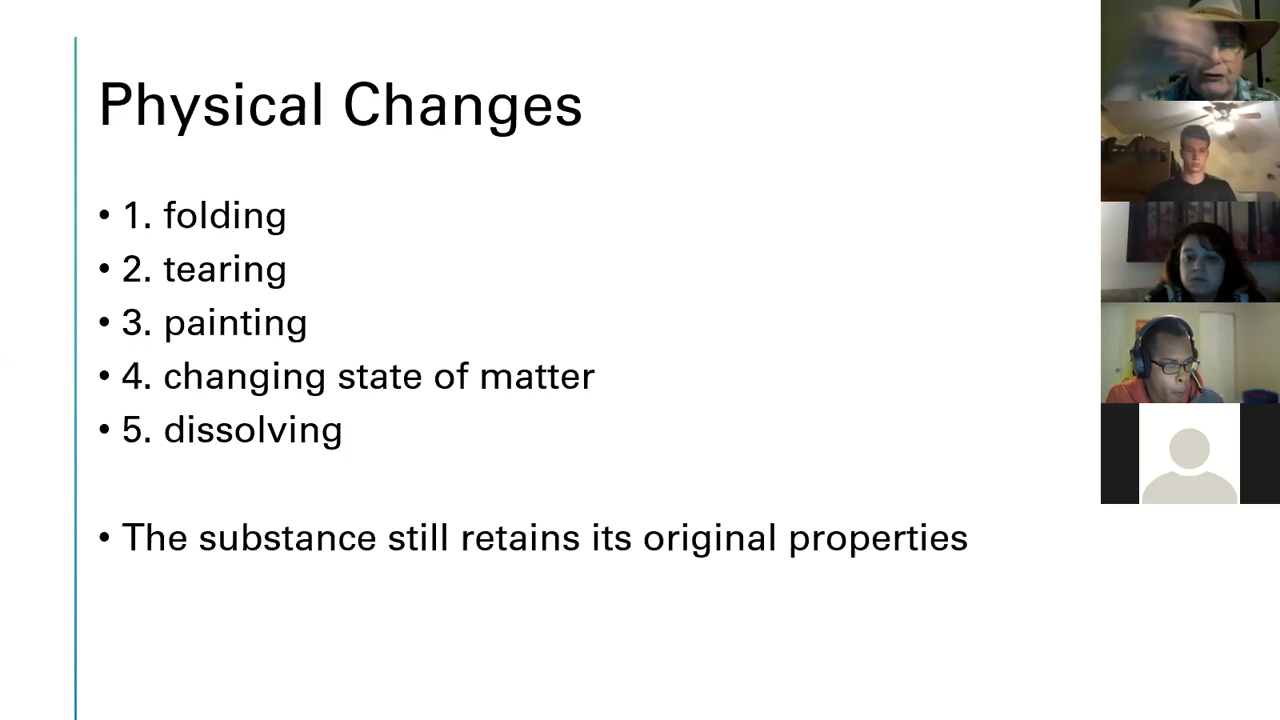 Physical Changes
• 1. folding
• 2. tearing
• 3. painting
• 4. changing state of matter
• 5. dissolving
• The substance still retains its original properties